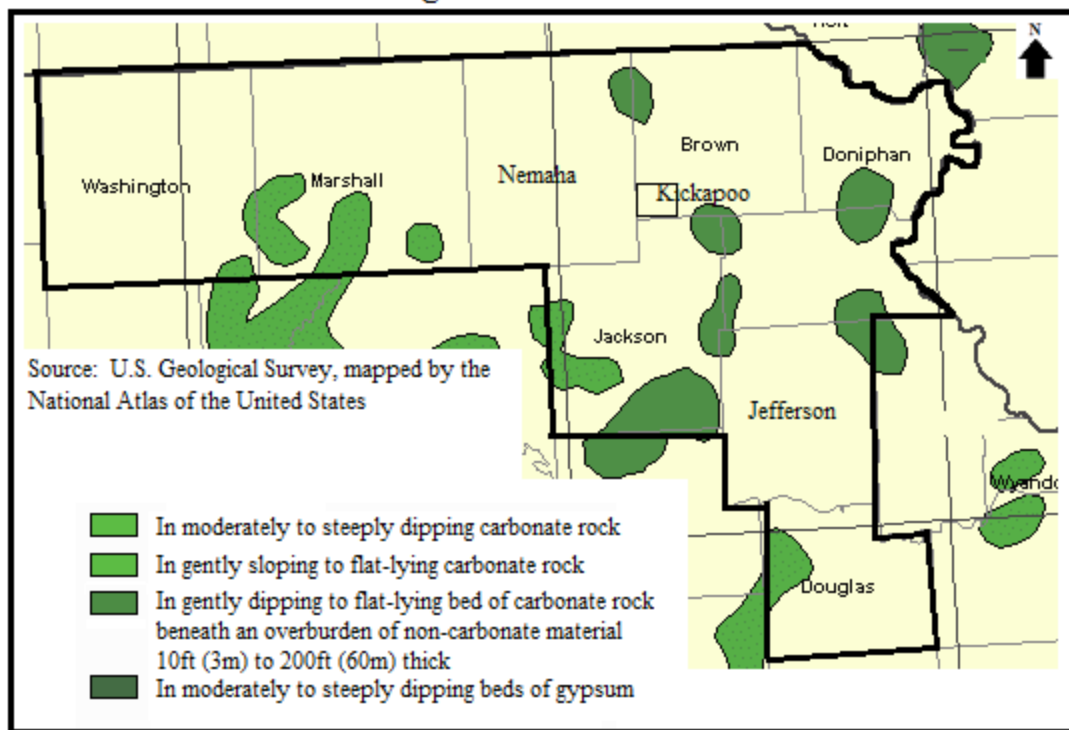 N
Brown
Doniphan
Nemaha
Marshall
Washington
Kickapoo
Jackson
Source: U.S. Geological Survey, mapped by the
National Atlas of the United States
Jefferson
In moderately to steeply dipping carbonate rock
In gently sloping to flat-lying carbonate rock
Douglas
In gently dipping to flat-lying bed of carbonate rock
beneath an overburden of non-carbonate material
10ft (3m) to 200ft (60m) thick
In moderately to steeply dipping beds of gypsum